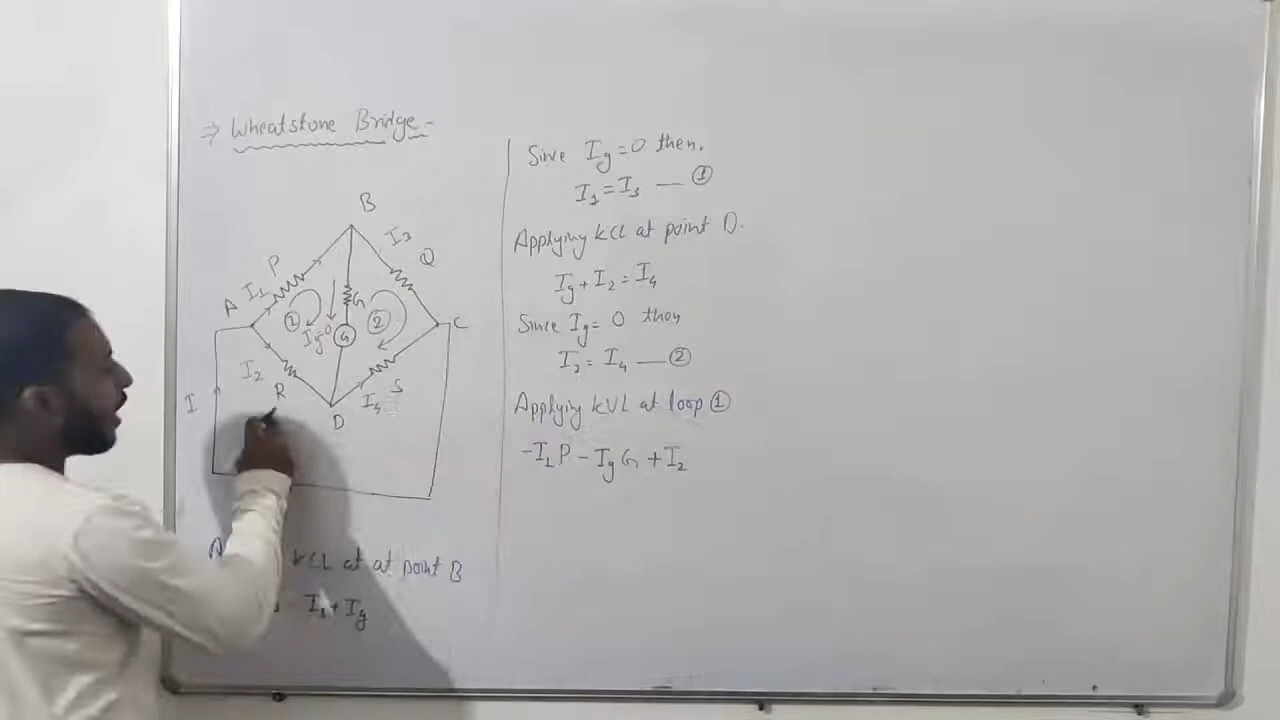 ⇒ Wheatstone Bridge -
B
I3
Q
P
I1
A
G
1
2
Ig=0
G
C
I2
R
S
I4
D
I
KCL at at point B
= I3 + Ig
Since Ig = 0 then,
I1 = I3 — 1
Applying KCL at point D.
Ig + I2 = I4
Since Ig = 0 then
I2 = I4 — 2
Applying KVL at loop 1
-I1P - IgG + I2